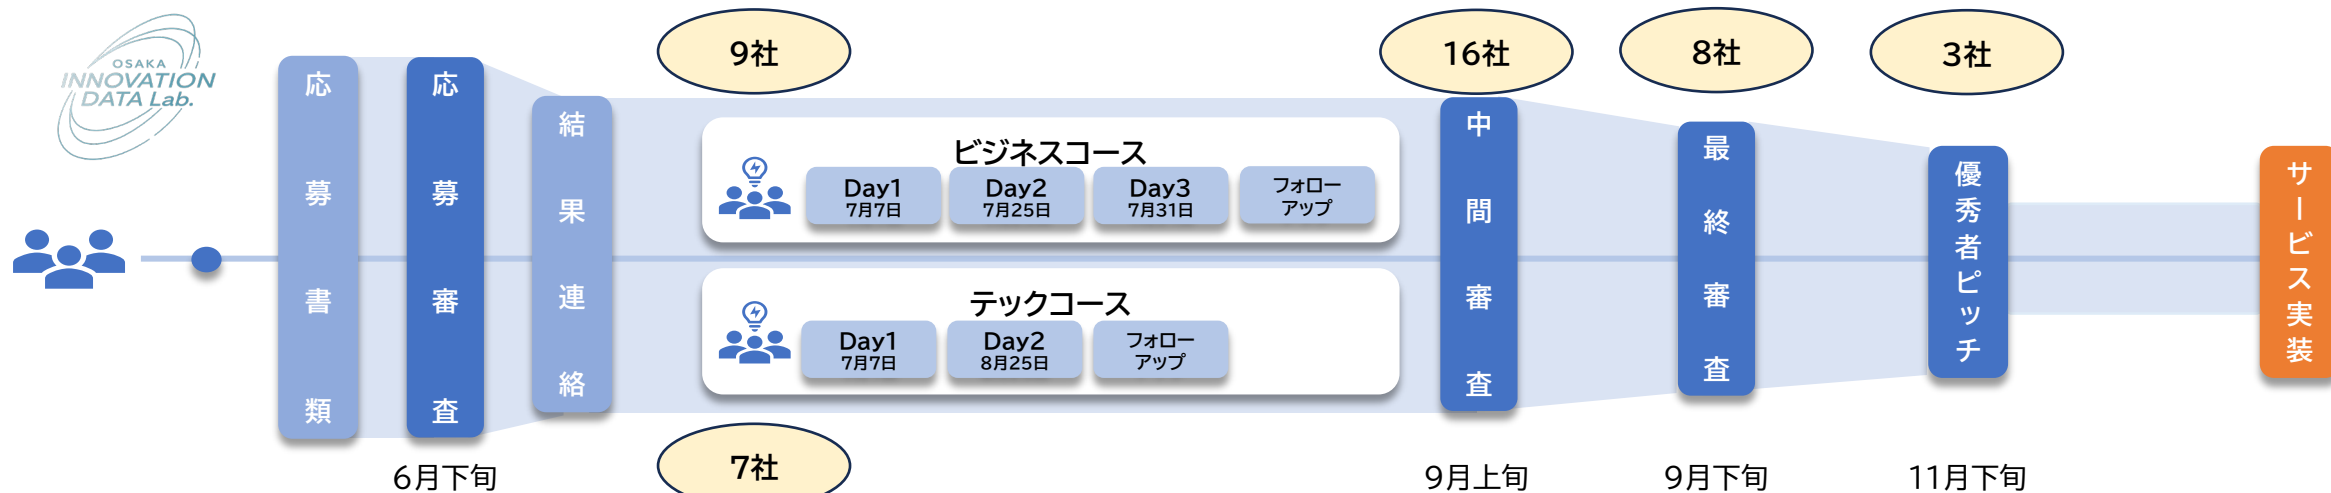 OSAKA
INNOVATION
DATA Lab.
応募書類
応募審査
6月下旬
結果連絡
9社
ビジネスコース
Day1
7月7日
Day2
7月25日
Day3
7月31日
フォロー
アップ
テックコース
Day1
7月7日
Day2
8月25日
フォロー
アップ
7社
16社
中間審査
9月上旬
8社
最終審査
9月下旬
3社
優秀者ピッチ
11月下旬
サービス実装